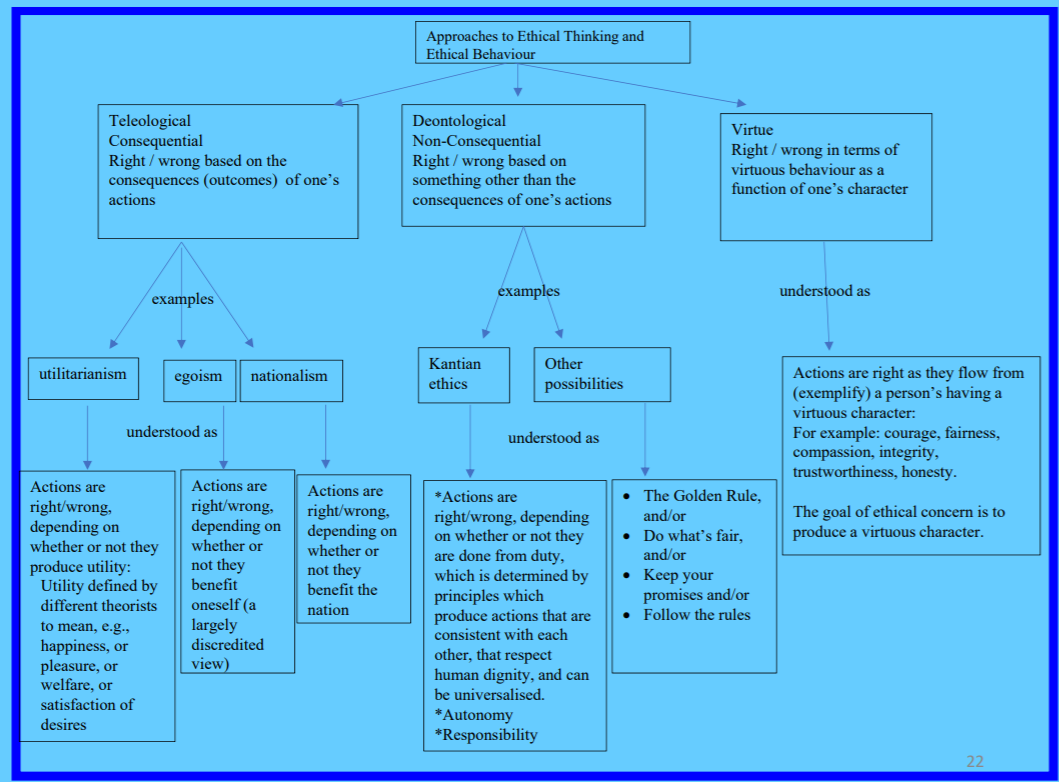 Approaches to Ethical Thinking and
Ethical Behaviour
Teleological
Consequential
Right / wrong based on the
consequences (outcomes) of one's
actions
Deontological
Non-Consequential
Right / wrong based on
something other than the
consequences of one's actions
Virtue
Right / wrong in terms of
virtuous behaviour as a
function of one's character
examples
examples
understood as
utilitarianism
egoism
nationalism
Kantian
ethics
Other
possibilities
understood as
understood as
Actions are
right/wrong,
depending on
whether or not they
produce utility:
Utility defined by
different theorists
to mean, e.g.,
happiness, or
pleasure, or
welfare, or
satisfaction of
desires
Actions are
right/wrong,
depending on
whether or
not they
benefit
oneself (a
largely
discredited
view)
Actions are
right/wrong,
depending on
whether or
not they
benefit the
nation
*Actions are
right/wrong, depending
on whether or not they
are done from duty,
which is determined by
principles which
produce actions that are
consistent with each
other, that respect
human dignity, and can
be universalised.
*Autonomy
*Responsibility
• The Golden Rule,
and/or
• Do what's fair,
and/or
• Keep your
promises and/or
• Follow the rules
Actions are right as they flow from
(exemplify) a person's having a
virtuous character:
For example: courage, fairness,
compassion, integrity,
trustworthiness, honesty.
The goal of ethical concern is to
produce a virtuous character.
22